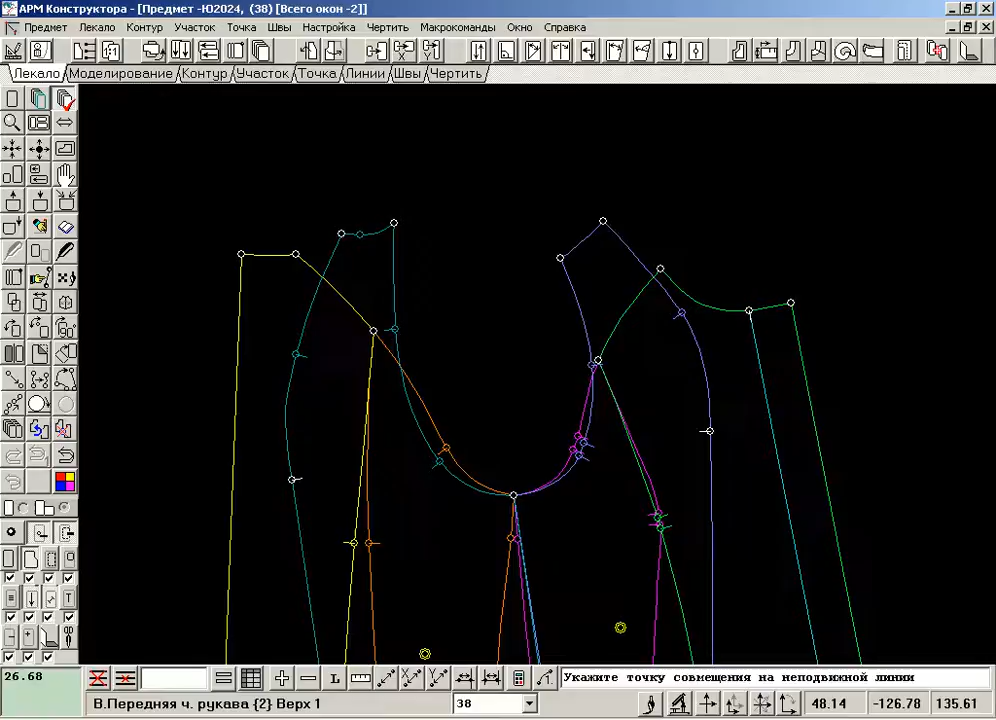 АРМ Конструктора - [Предмет -Ю2024, (38) [Всего окон -2]]
Предмет Лекало Контур Участок Точка Швы Настройка Чертить Макрокоманды Окно Справка
Лекало Моделирование Контур Участок Точка Линии Швы Чертить
26.68
L
Укажите точку совмещения на неподвижной линии
В.Передняя ч. рукава {2} Верх 1
38
48.14
-126.78
135.61